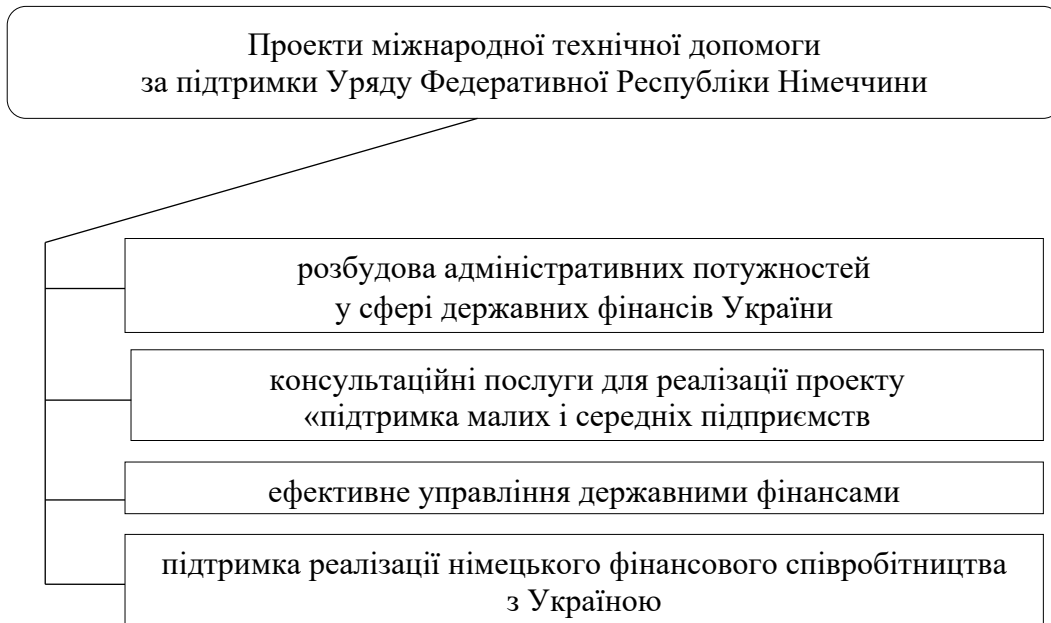 Проекти міжнародної технічної допомоги
за підтримки Уряду Федеративної Республіки Німеччини
розбудова адміністративних потужностей
у сфері державних фінансів України
консультаційні послуги для реалізації проекту
«підтримка малих і середніх підприємств
ефективне управління державними фінансами
підтримка реалізації німецького фінансового співробітництва
з Україною